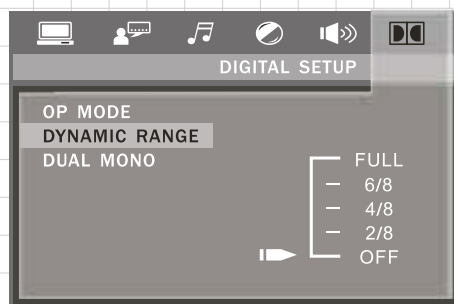 DIGITAL SETUP
OP MODE
DYNAMIC RANGE
DUAL MONO
FULL
6/8
4/8
2/8
OFF